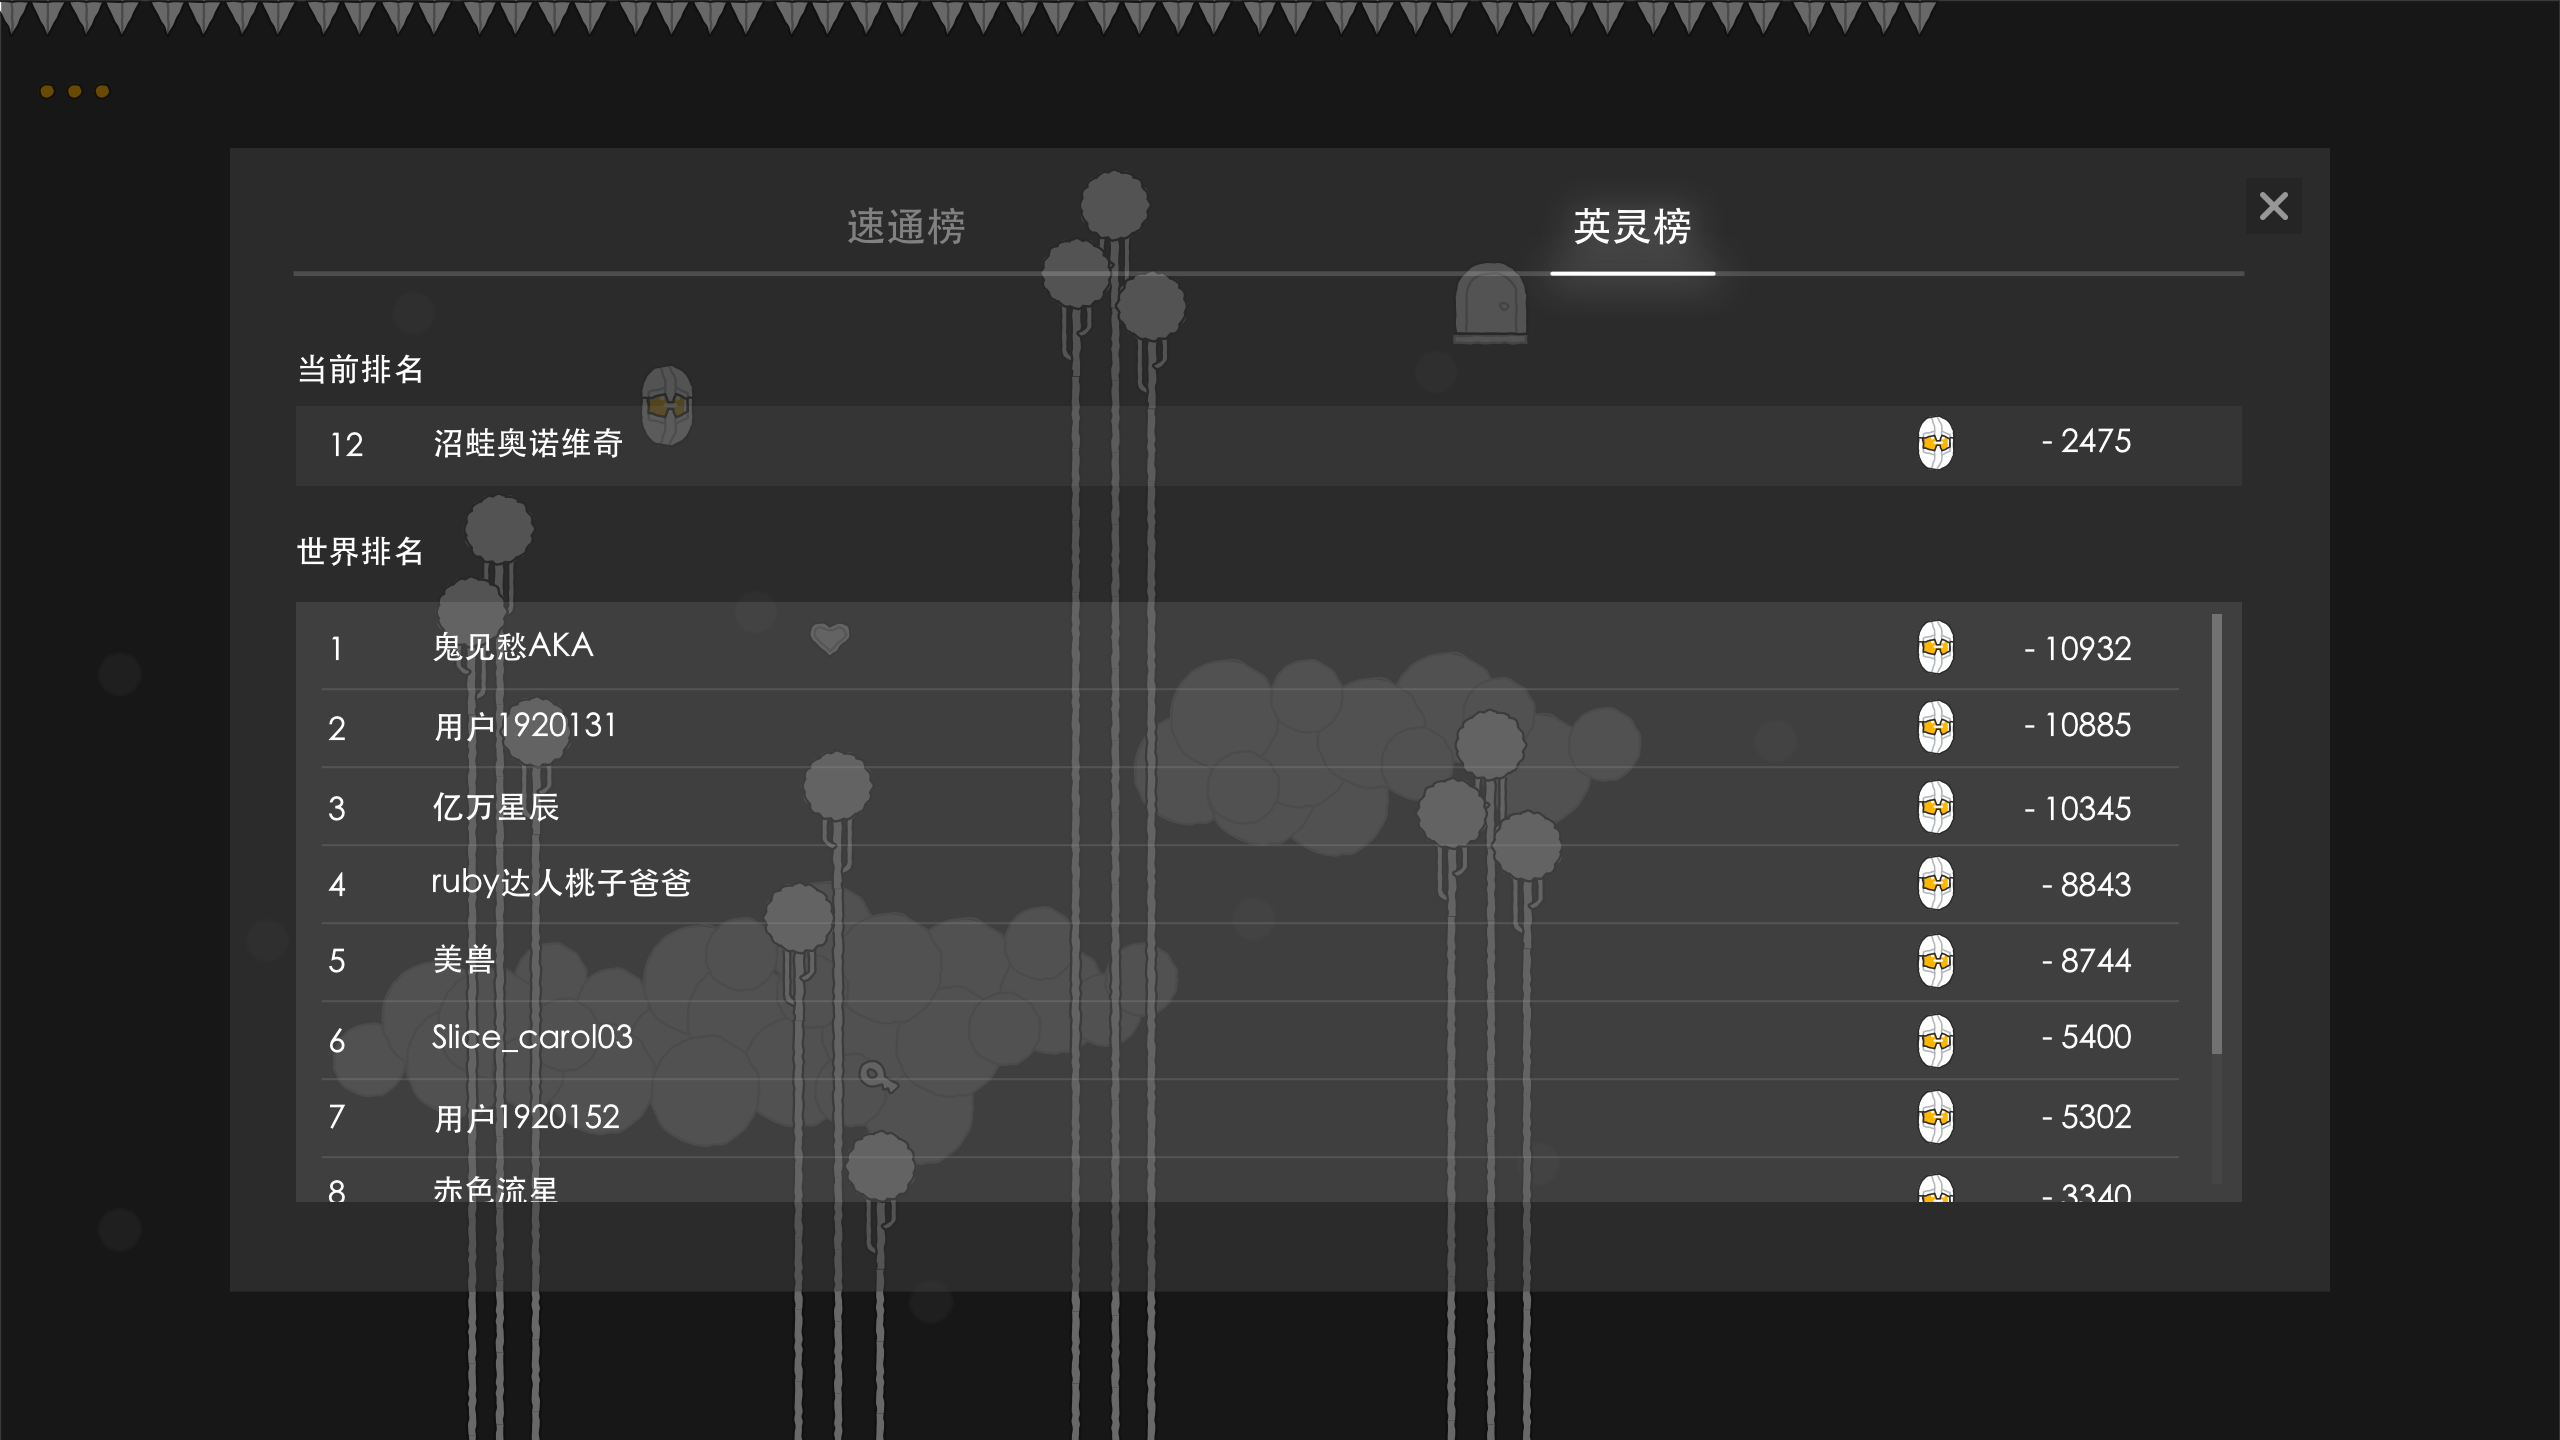 速通榜 英灵榜
当前排名
12 沼蛙奥诺维奇 - 2475
世界排名
1 鬼见愁AKA - 10932
2 用户1920131 - 10885
3 亿万星辰 - 10345
4 ruby达人桃子爸爸 - 8843
5 美兽 - 8744
6 Slice_carol03 - 5400
7 用户1920152 - 5302
8 赤色流星 - 3340